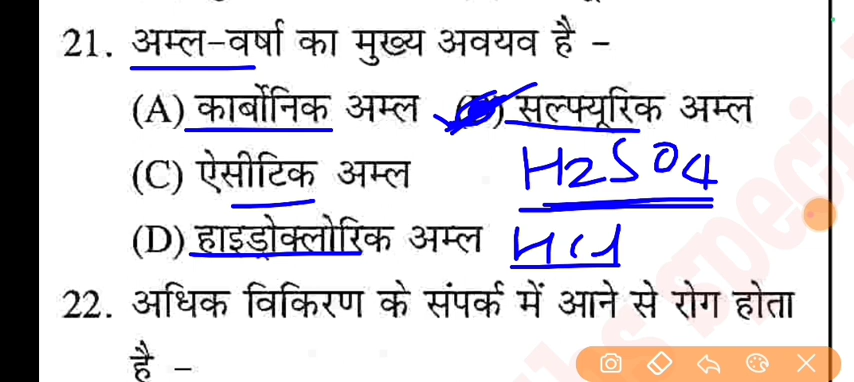 21. अम्ल-वर्षा का मुख्य अवयव है –
(A) कार्बोनिक अम्ल सल्फ्यूरिक अम्ल
(C) ऐसीटिक अम्ल H2SO4
(D) हाइड्रोक्लोरिक अम्ल HCl
22. अधिक विकिरण के संपर्क में आने से रोग होता
है –